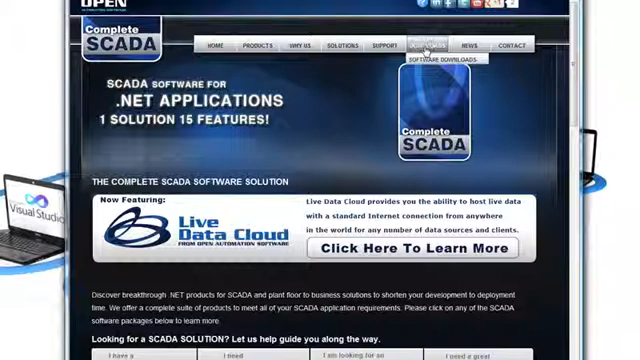 OPEN
Complete
SCADA
HOME PRODUCTS WHY US SOLUTIONS SUPPORT DOWNLOADS NEWS CONTACT
SOFTWARE DOWNLOADS
SCADA SOFTWARE FOR
.NET APPLICATIONS
1 SOLUTION 15 FEATURES!
Complete
SCADA
THE COMPLETE SCADA SOFTWARE SOLUTION
Now Featuring:
Live
Data Cloud
FROM OPEN AUTOMATION SOFTWARE
Live Data Cloud provides you the ability to host live data
with a standard Internet connection from anywhere
in the world for any number of data sources and clients.
Click Here To Learn More
Visual Studio
Discover breakthrough .NET products for SCADA and plant floor to business solutions to shorten your development to deployment
time. We offer a complete suite of products to meet all of your SCADA application requirements. Please click on any of the SCADA
software packages below to learn more.
Looking for a SCADA SOLUTION? Let us help guide you along the way.
I have a I need I am looking for an I need a great